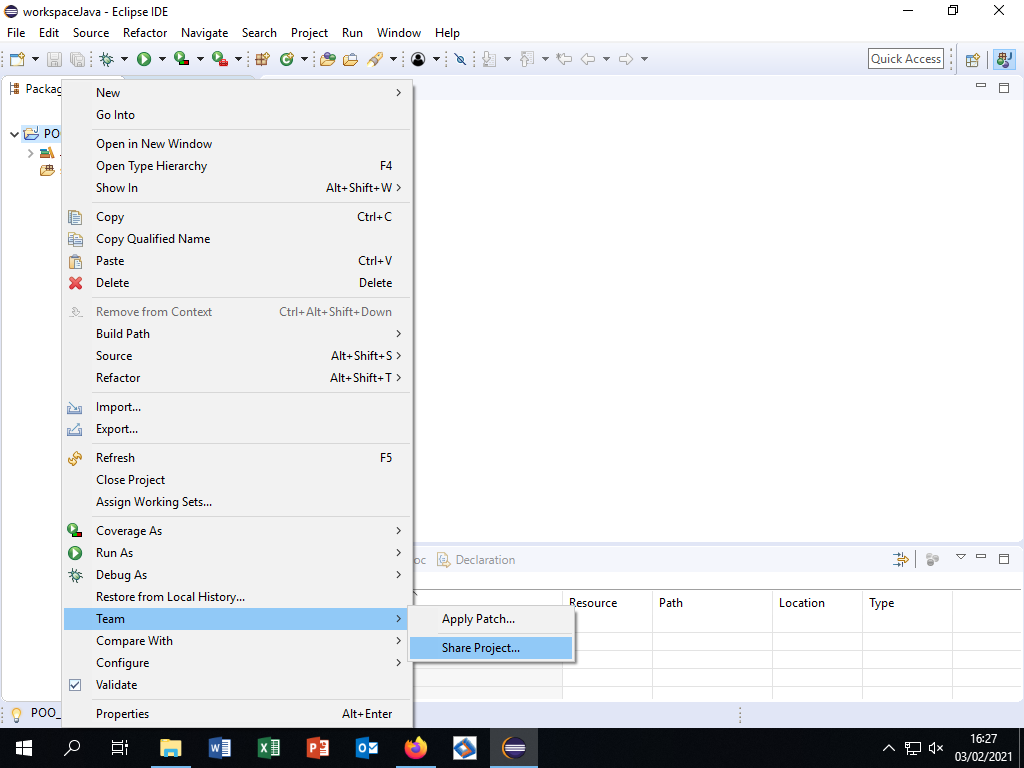 workspaceJava - Eclipse IDE
File Edit Source Refactor Navigate Search Project Run Window Help
Quick Access
Packag
PO
New
Go Into
Open in New Window
Open Type Hierarchy F4
Show In Alt+Shift+W
Copy Ctrl+C
Copy Qualified Name
Paste Ctrl+V
Delete Delete
Remove from Context Ctrl+Alt+Shift+Down
Build Path
Source Alt+Shift+S
Refactor Alt+Shift+T
Import...
Export...
Refresh F5
Close Project
Assign Working Sets...
Coverage As
Run As
Debug As
Restore from Local History...
Team
Compare With
Configure
Validate
Properties Alt+Enter
Apply Patch...
Share Project...
oc Declaration
Resource Path Location Type
POO_
16:27
03/02/2021